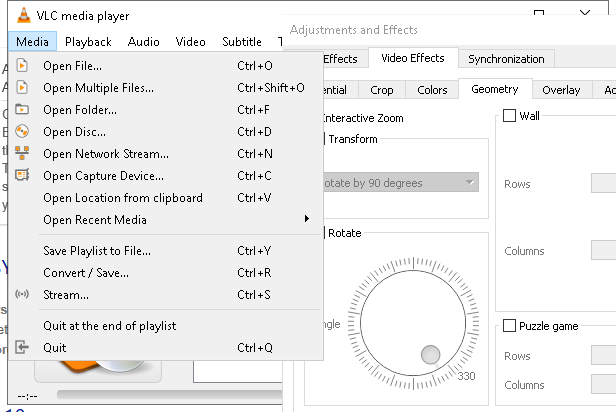 VLC media player
Media Playback Audio Video Subtitle T
Open File... Ctrl+O
Open Multiple Files... Ctrl+Shift+O
Open Folder... Ctrl+F
Open Disc... Ctrl+D
Open Network Stream... Ctrl+N
Open Capture Device... Ctrl+C
Open Location from clipboard Ctrl+V
Open Recent Media
Save Playlist to File... Ctrl+Y
Convert / Save... Ctrl+R
Stream... Ctrl+S
Quit at the end of playlist
Quit Ctrl+Q
--:--
Adjustments and Effects
Effects Video Effects Synchronization
ential Crop Colors Geometry Overlay
Interactive Zoom
Transform
otate by 90 degrees
Rotate
ngle
330
Wall
Rows
Columns
Puzzle game
Rows
Columns